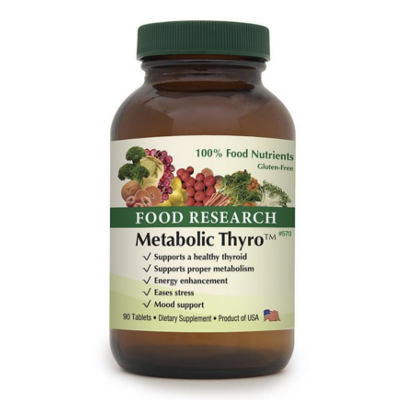 100% Food Nutrients
Gluten-Free
FOOD RESEARCH
Metabolic Thyro™ #570
✓ Supports a healthy thyroid
✓ Supports proper metabolism
✓ Energy enhancement
✓ Eases stress
✓ Mood support
90 Tablets • Dietary Supplement • Product of USA